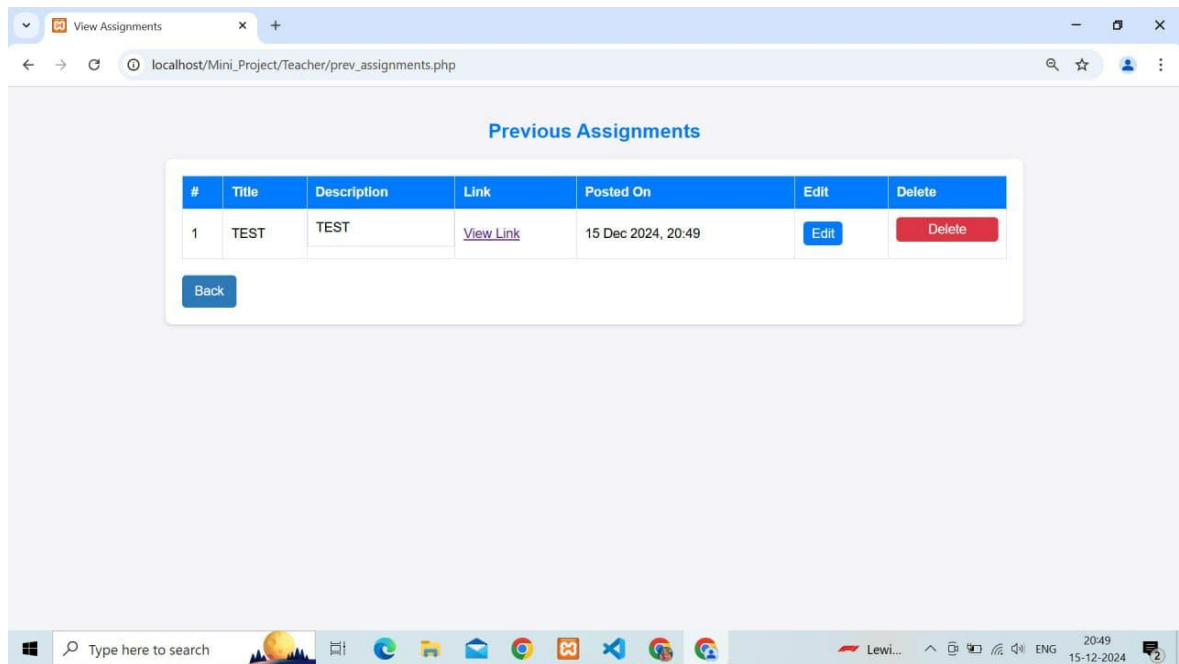 View Assignments
localhost/Mini_Project/Teacher/prev_assignments.php
Previous Assignments
# Title Description Link Posted On Edit Delete
1 TEST TEST View Link 15 Dec 2024, 20:49 Edit Delete
Back
Type here to search
Lewi... ENG 20:49
15-12-2024 2